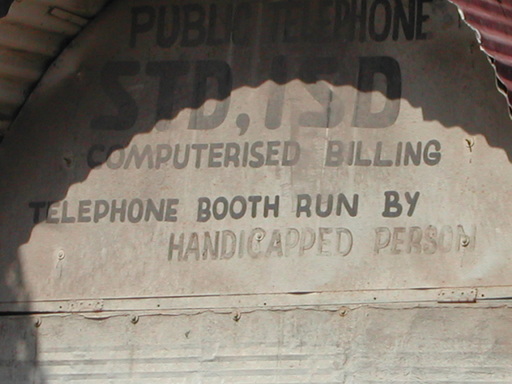 PUBLIC TELEPHONE
STD, ISD
COMPUTERISED BILLING
TELEPHONE BOOTH RUN BY
HANDICAPPED PERSON